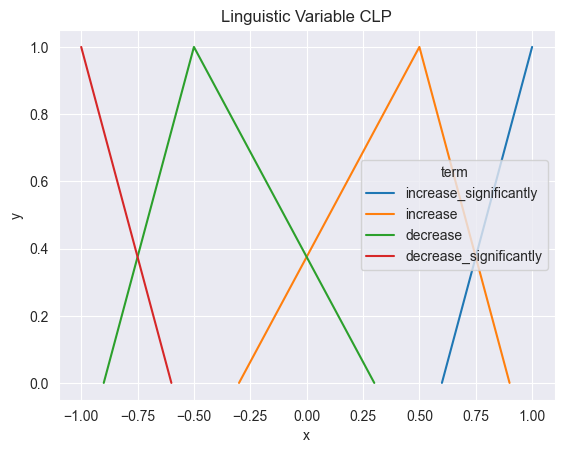 Linguistic Variable CLP
1.0
0.8
0.6
0.4
0.2
0.0
y
term
increase_significantly
increase
decrease
decrease_significantly
−1.00 −0.75 −0.50 −0.25 0.00 0.25 0.50 0.75 1.00
x